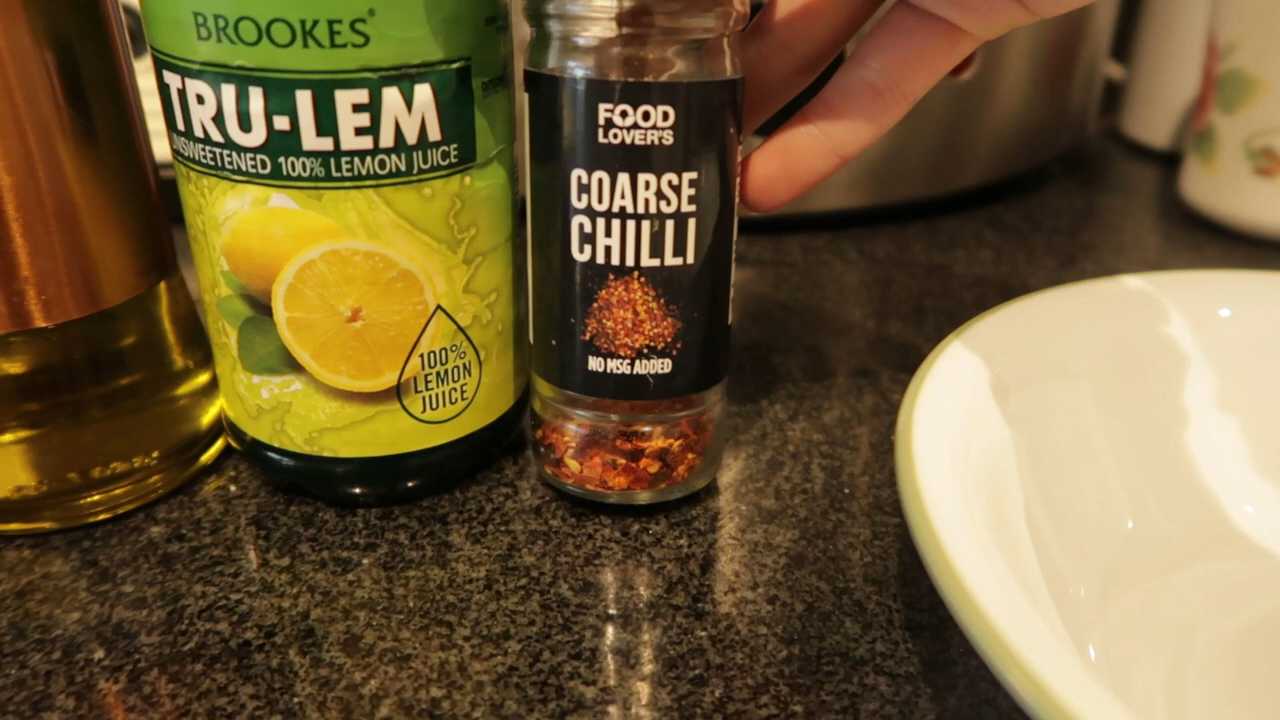 BROOKES®
TRU-LEM
UNSWEETENED 100% LEMON JUICE
100%
LEMON
JUICE
FOOD
LOVER'S
COARSE
CHILLI
NO MSG ADDED